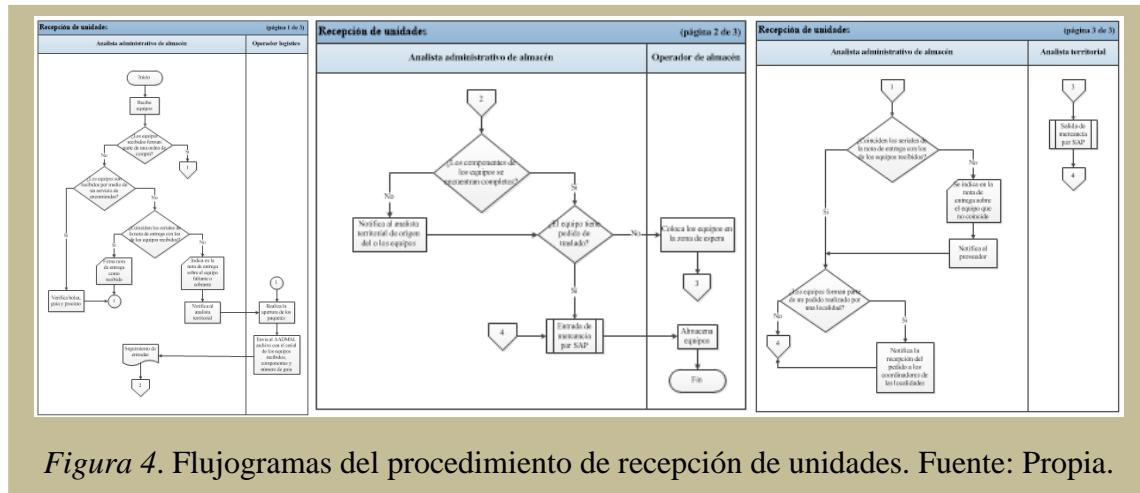 Recepción de unidades (página 1 de 3)
Analista administrativo de almacén
Operador logístico
Inicio
Recibe
equipos
¿Los equipos
recibidos forman
parte de una orden de
compra?
No
Si
1
¿Los equipos son
recibidos por medio de
un servicio de
encomiendas?
Si
No
¿Coinciden los seriales de
la nota de entrega con los
de los equipos recibidos?
Si
No
Firma nota
de entrega
como
recibido
Indica en la
nota de entrega
sobre el equipo
faltante o
sobrante
Verifica bolsa,
guía y precinto
1
Notifica al
analista
territorial
1
Realiza la
apertura de los
paquetes
Envía al AADMAL
archivo con el serial
de los equipos
recibidos,
componentes y
número de guía
Seguimiento de
entradas
2
Recepción de unidades (página 2 de 3)
Analista administrativo de almacén
Operador de almacén
2
¿Los componentes de
los equipos se
encuentran completos?
No
Si
Notifica al analista
territorial de origen
del o los equipos
¿El equipo tiene
pedido de
traslado?
No
Coloca los equipos en
la zona de espera
3
Si
4
Entrada de
mercancía
por SAP
Almacena
equipos
Fin
Recepción de unidades (página 3 de 3)
Analista administrativo de almacén
Analista territorial
1
¿Coinciden los seriales de
la nota de entrega con los
de los equipos recibidos?
No
Si
Se indica en la
nota de
entrega sobre
el equipo que
no coincide
Notifica al
proveedor
¿Los equipos forman parte
de un pedido realizado por
una localidad?
No
Si
4
Notifica la
recepción del
pedido a los
coordinadores de
las localidades
3
Salida de
mercancía
por SAP
4
Figura 4. Flujogramas del procedimiento de recepción de unidades. Fuente: Propia.